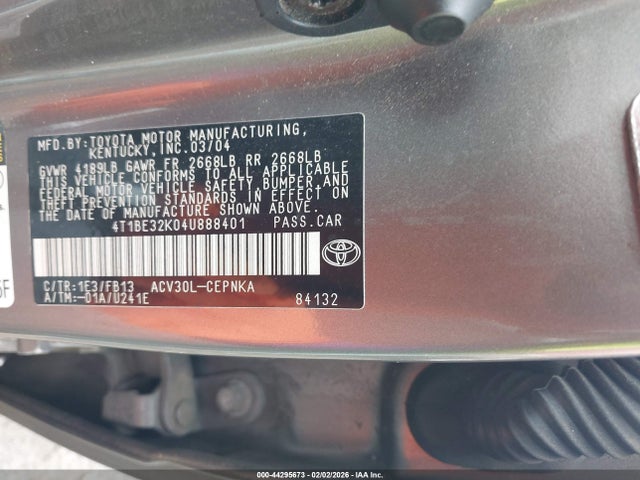 MFD.BY:TOYOTA MOTOR MANUFACTURING,
KENTUCKY, INC. 03/04
GVWR 4189LB GAWR FR 2668LB RR 2668LB
THIS VEHICLE CONFORMS TO ALL APPLICABLE
FEDERAL MOTOR VEHICLE SAFETY, BUMPER, AND
THEFT PREVENTION STANDARDS IN EFFECT ON
THE DATE OF MANUFACTURE SHOWN ABOVE.
4T1BE32K04U888401 PASS.CAR
C/TR:1E3/FB13 ACV30L-CEPNKA
A/TM:-01A/U241E 84132
000-44295673 - 02/02/2026 - IAA Inc.